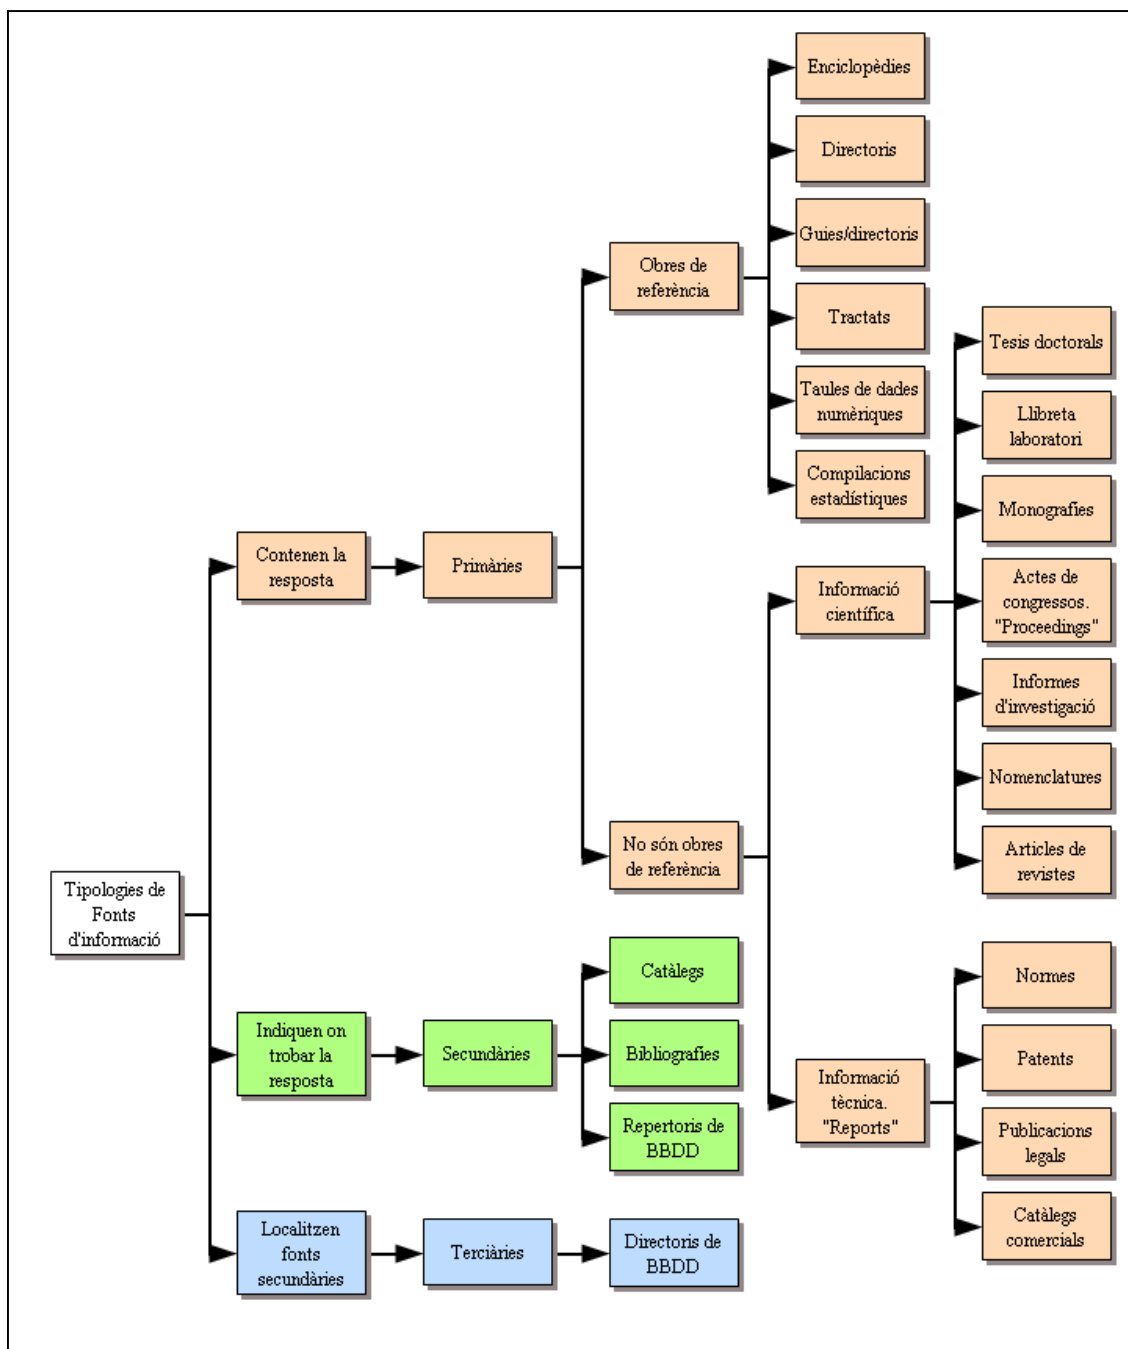 Enciclopèdies
Directoris
Guies/directoris
Obres de
referència
Tractats
Tesis doctorals
Taules de dades
numèriques
Llibreta
laboratori
Compilacions
estadístiques
Monografies
Contenen la
resposta
Primàries
Informació
científica
Actes de
congressos.
"Proceedings"
Informes
d'investigació
Nomenclatures
No són obres
de referència
Articles de
revistes
Tipologies de
Fonts
d'informació
Catàlegs
Normes
Indiquen on
trobar la
resposta
Secundàries
Bibliografies
Patents
Informació
tècnica.
"Reports"
Repertoris de
BBDD
Publicacions
legals
Localitzen
fonts
secundàries
Terciàries
Directoris de
BBDD
Catàlegs
comercials